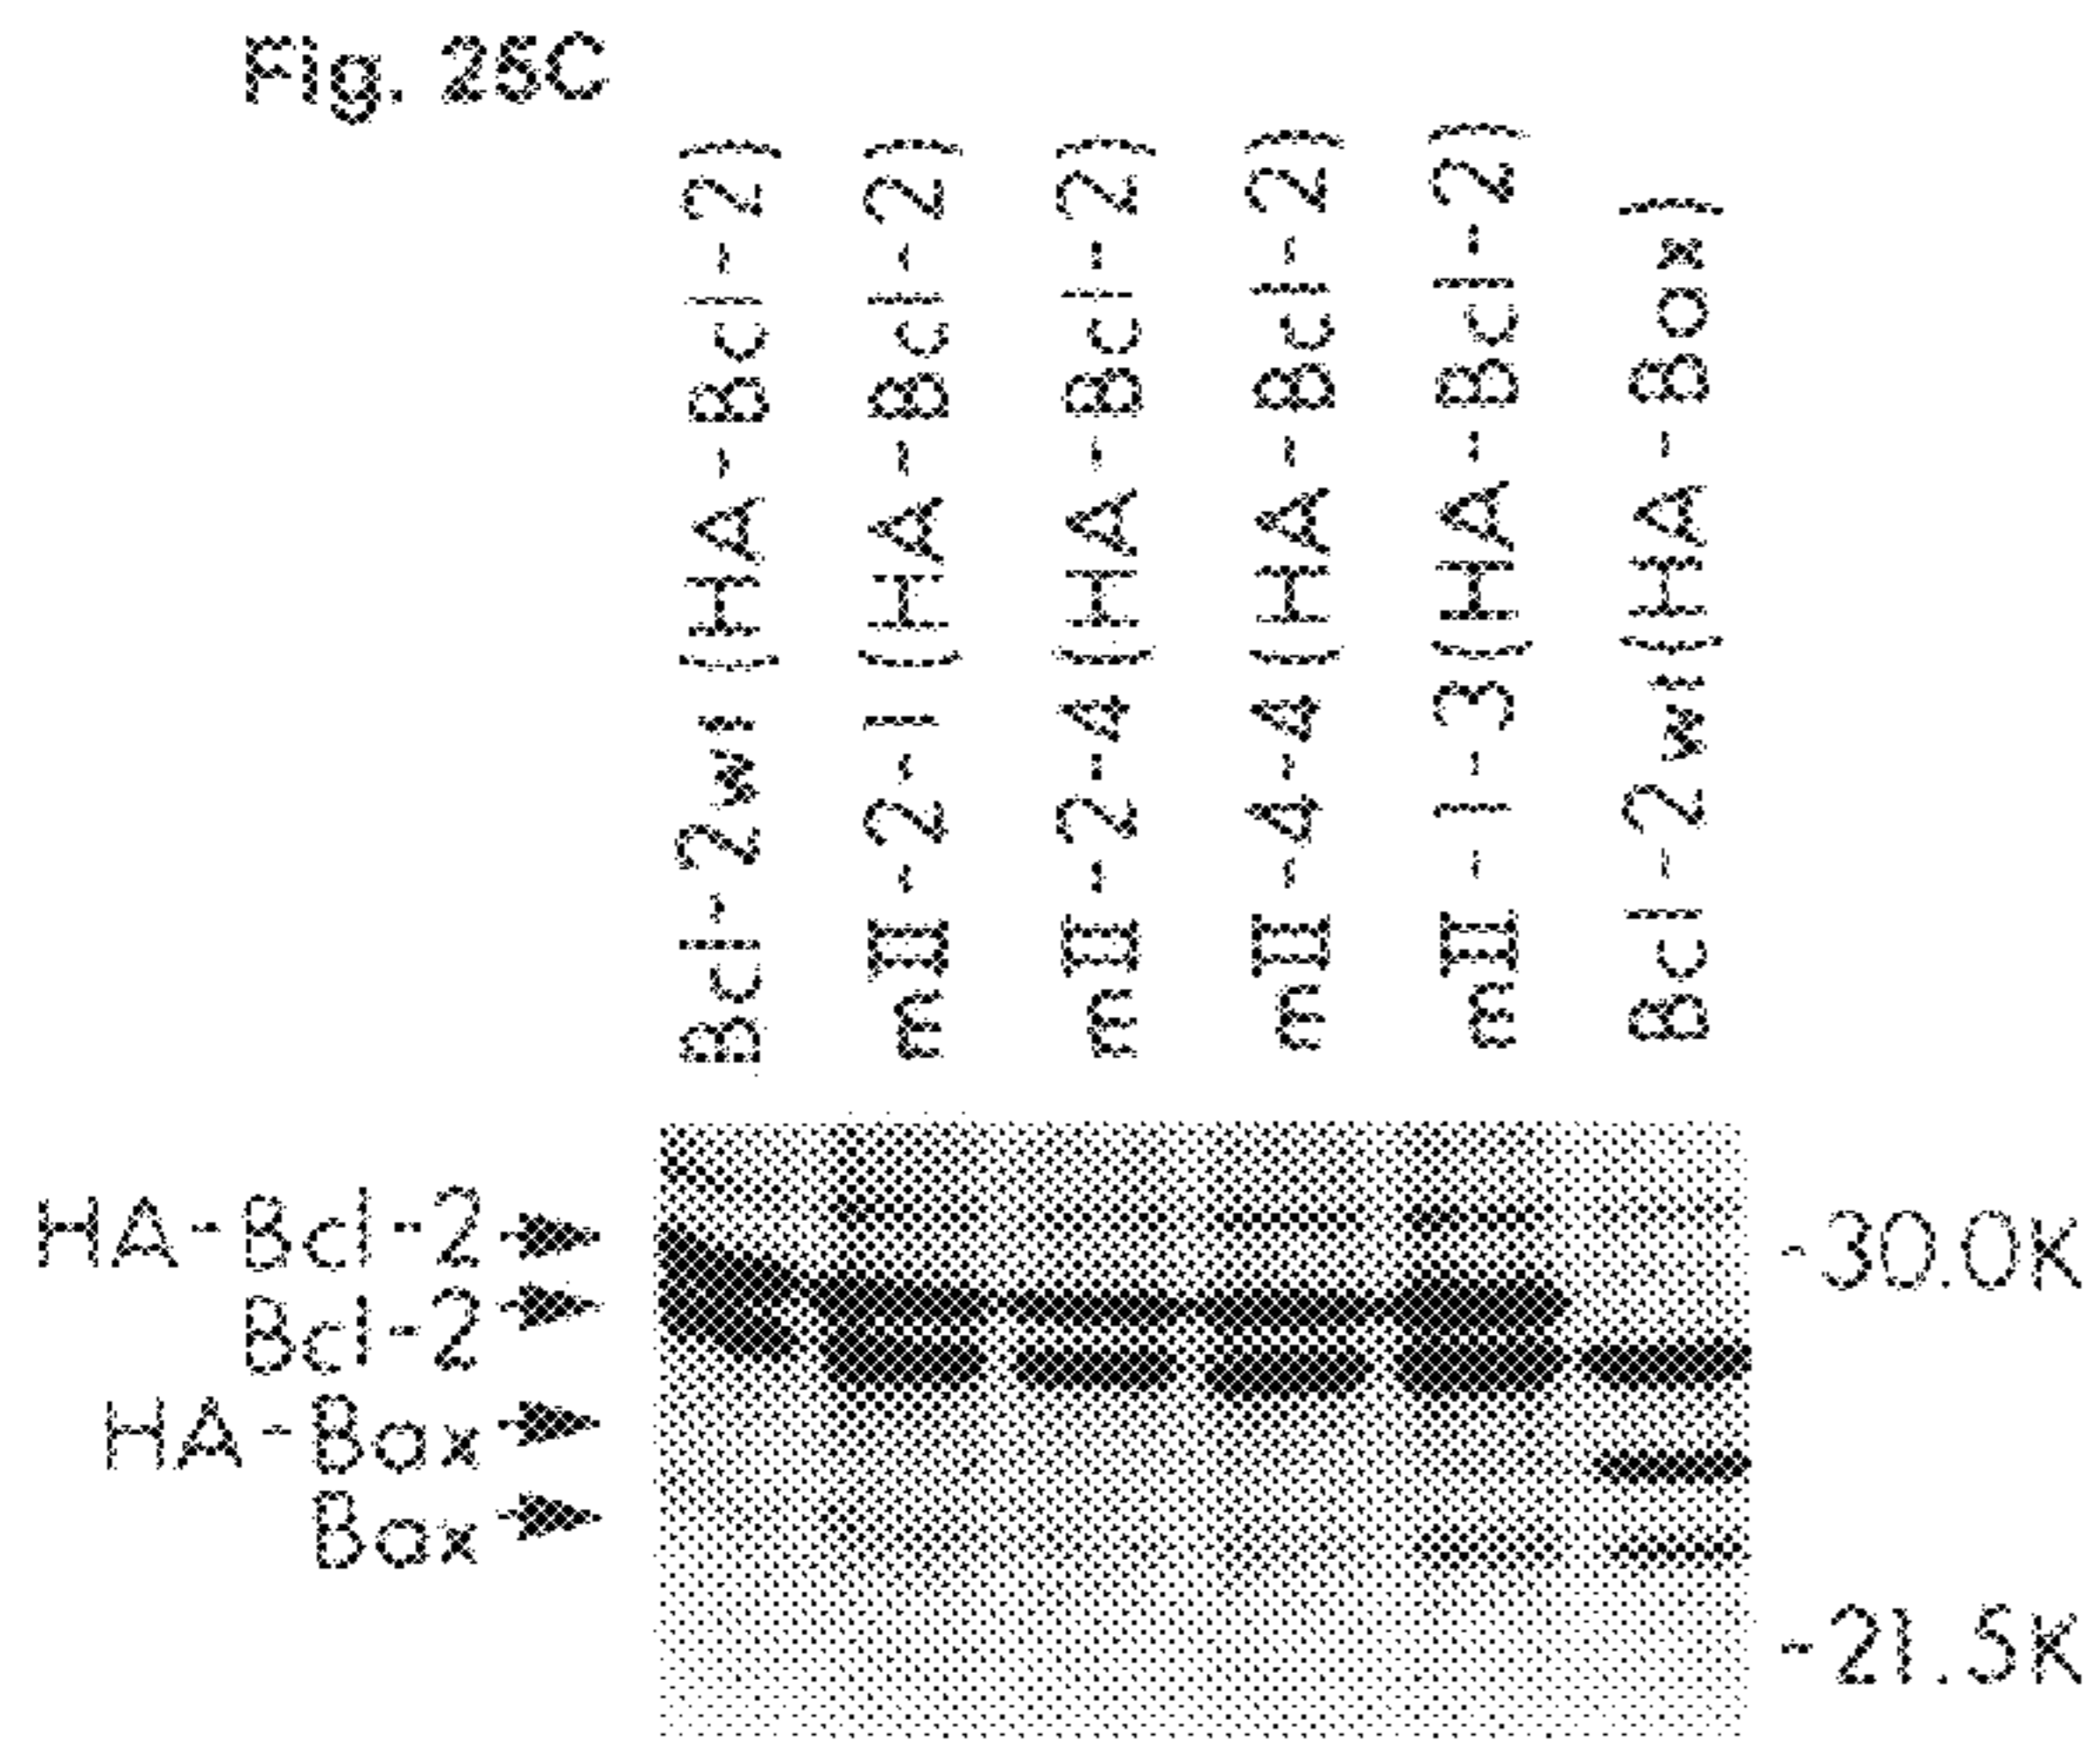 Fig. 25C
Bcl-2wt(HA-Bcl-2)
mII-2-1(HA-Bcl-2)
mII-2-4(HA-Bcl-2)
mII-4-4(HA-Bcl-2)
mII-1-3(HA-Bcl-2)
Bcl-2wt(HA-Bax)
HA-Bcl-2
Bcl-2
HA-Bax
Bax
-30.0K
-21.5K